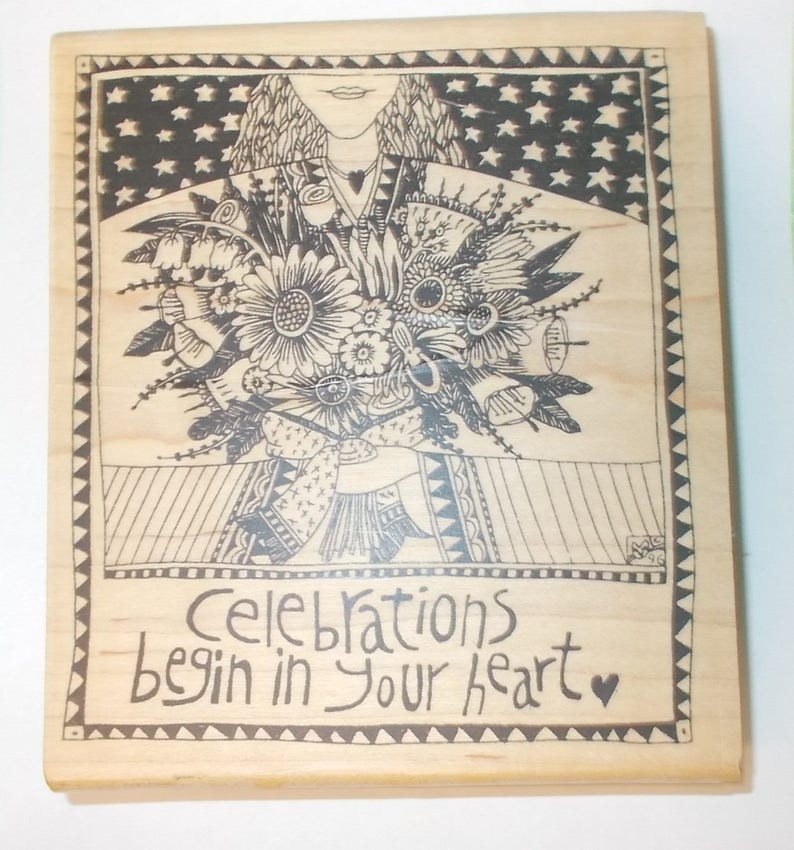 celebrations
begin in your heart